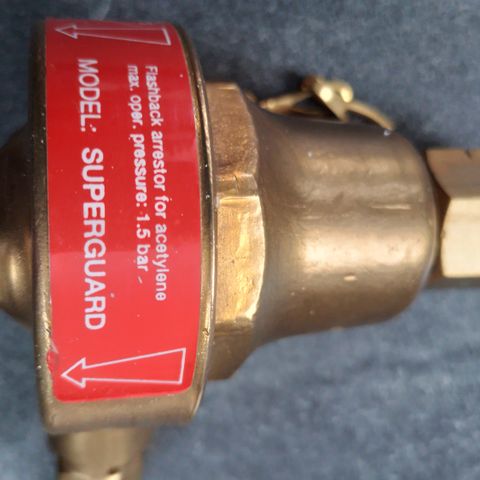 Flashback arrestor for acetylene
max. oper. pressure: 1.5 bar
MODEL: SUPERGUARD